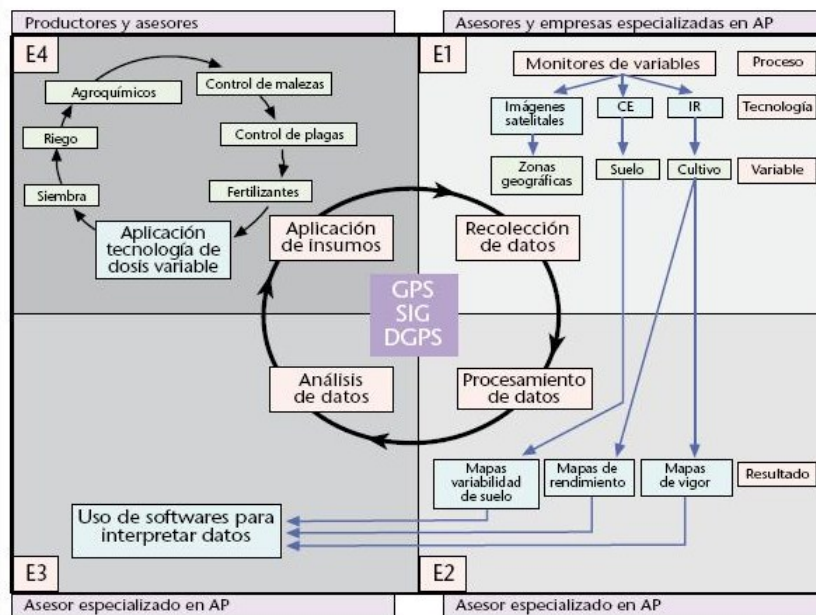 Productores y asesores
Asesores y empresas especializadas en AP
E4
Agroquímicos
Control de malezas
Riego
Control de plagas
Siembra
Fertilizantes
Aplicación
tecnología de
dosis variable
Aplicación
de insumos
E1
Monitores de variables
Proceso
Imágenes
satelitales
CE
IR
Tecnología
Zonas
geográficas
Suelo
Cultivo
Variable
Recolección
de datos
GPS
SIG
DGPS
Análisis
de datos
Procesamiento
de datos
Mapas
variabilidad
de suelo
Mapas de
rendimiento
Mapas
de vigor
Resultado
Uso de softwares para
interpretar datos
E3
E2
Asesor especializado en AP
Asesor especializado en AP